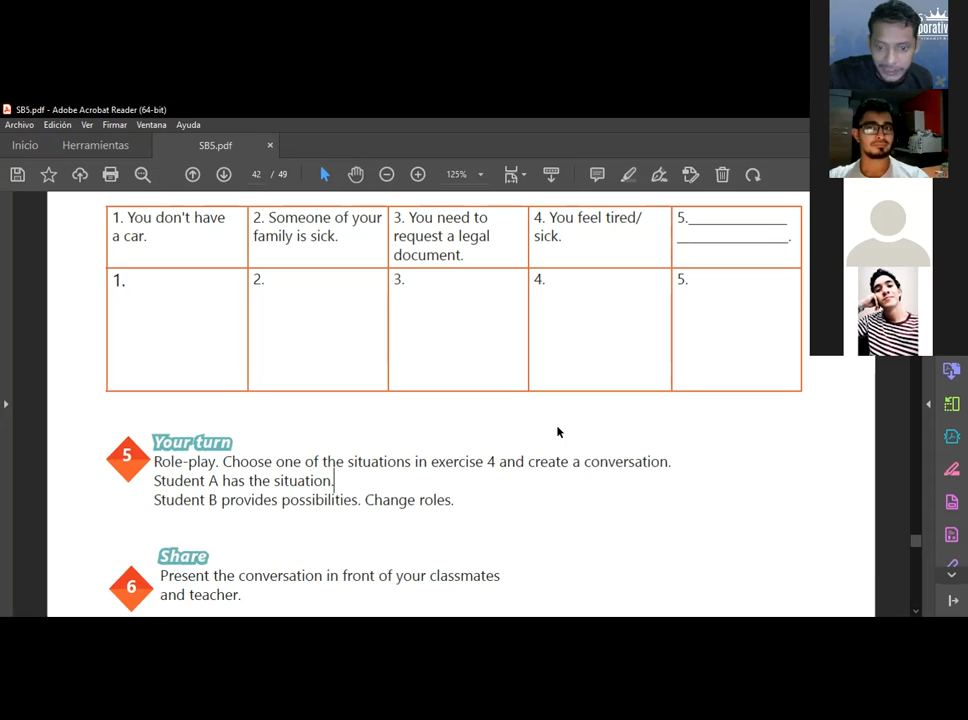 porativ
SB5.pdf - Adobe Acrobat Reader (64-bit)
Archivo Edición Ver Firmar Ventana Ayuda
Inicio Herramientas SB5.pdf ×
42 / 49 125%
1. You don't have
a car.
2. Someone of your
family is sick.
3. You need to
request a legal
document.
4. You feel tired/
sick.
5.____________
______________.
1. 2. 3. 4. 5.
5 Your turn
Role-play. Choose one of the situations in exercise 4 and create a conversation.
Student A has the situation.
Student B provides possibilities. Change roles.
Share
6 Present the conversation in front of your classmates
and teacher.